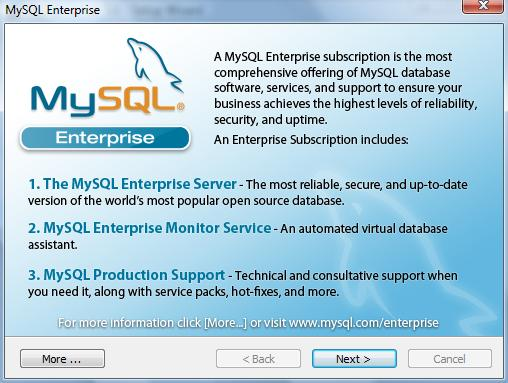 MySQL Enterprise
MySQL®
Enterprise
A MySQL Enterprise subscription is the most
comprehensive offering of MySQL database
software, services, and support to ensure your
business achieves the highest levels of reliability,
security, and uptime.
An Enterprise Subscription includes:
1. The MySQL Enterprise Server - The most reliable, secure, and up-to-date
version of the world's most popular open source database.
2. MySQL Enterprise Monitor Service - An automated virtual database
assistant.
3. MySQL Production Support - Technical and consultative support when
you need it, along with service packs, hot-fixes, and more.
For more information click [More...] or visit www.mysql.com/enterprise
More ...
< Back
Next >
Cancel